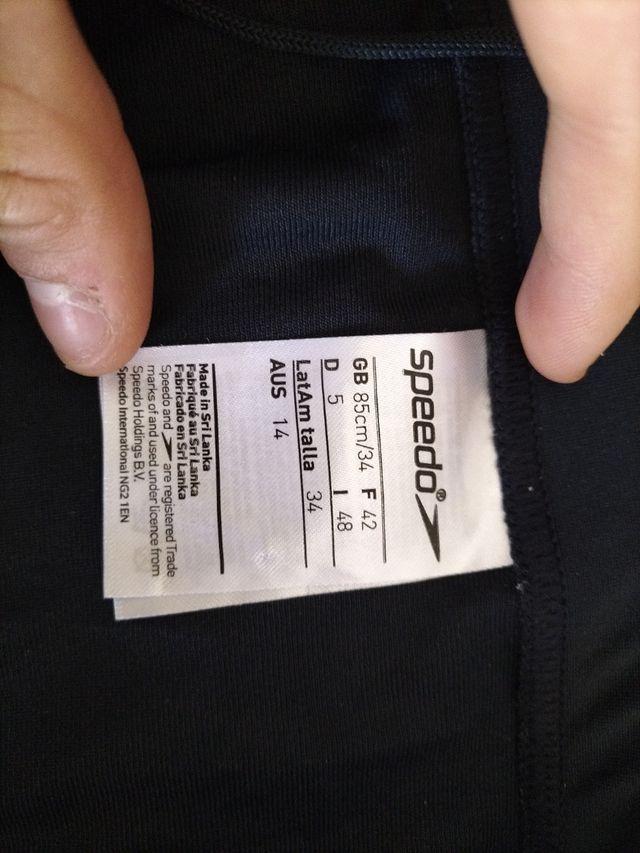 speedo®
GB 85cm/34 F 42
D 5 I 48
LatAm talla 34
AUS 14
Made in Sri Lanka
Fabriqué au Sri Lanka
Fabricado en Sri Lanka
Speedo and are registered Trade
marks of and used under licence from
Speedo Holdings B.V.
Speedo International NG2 1EN